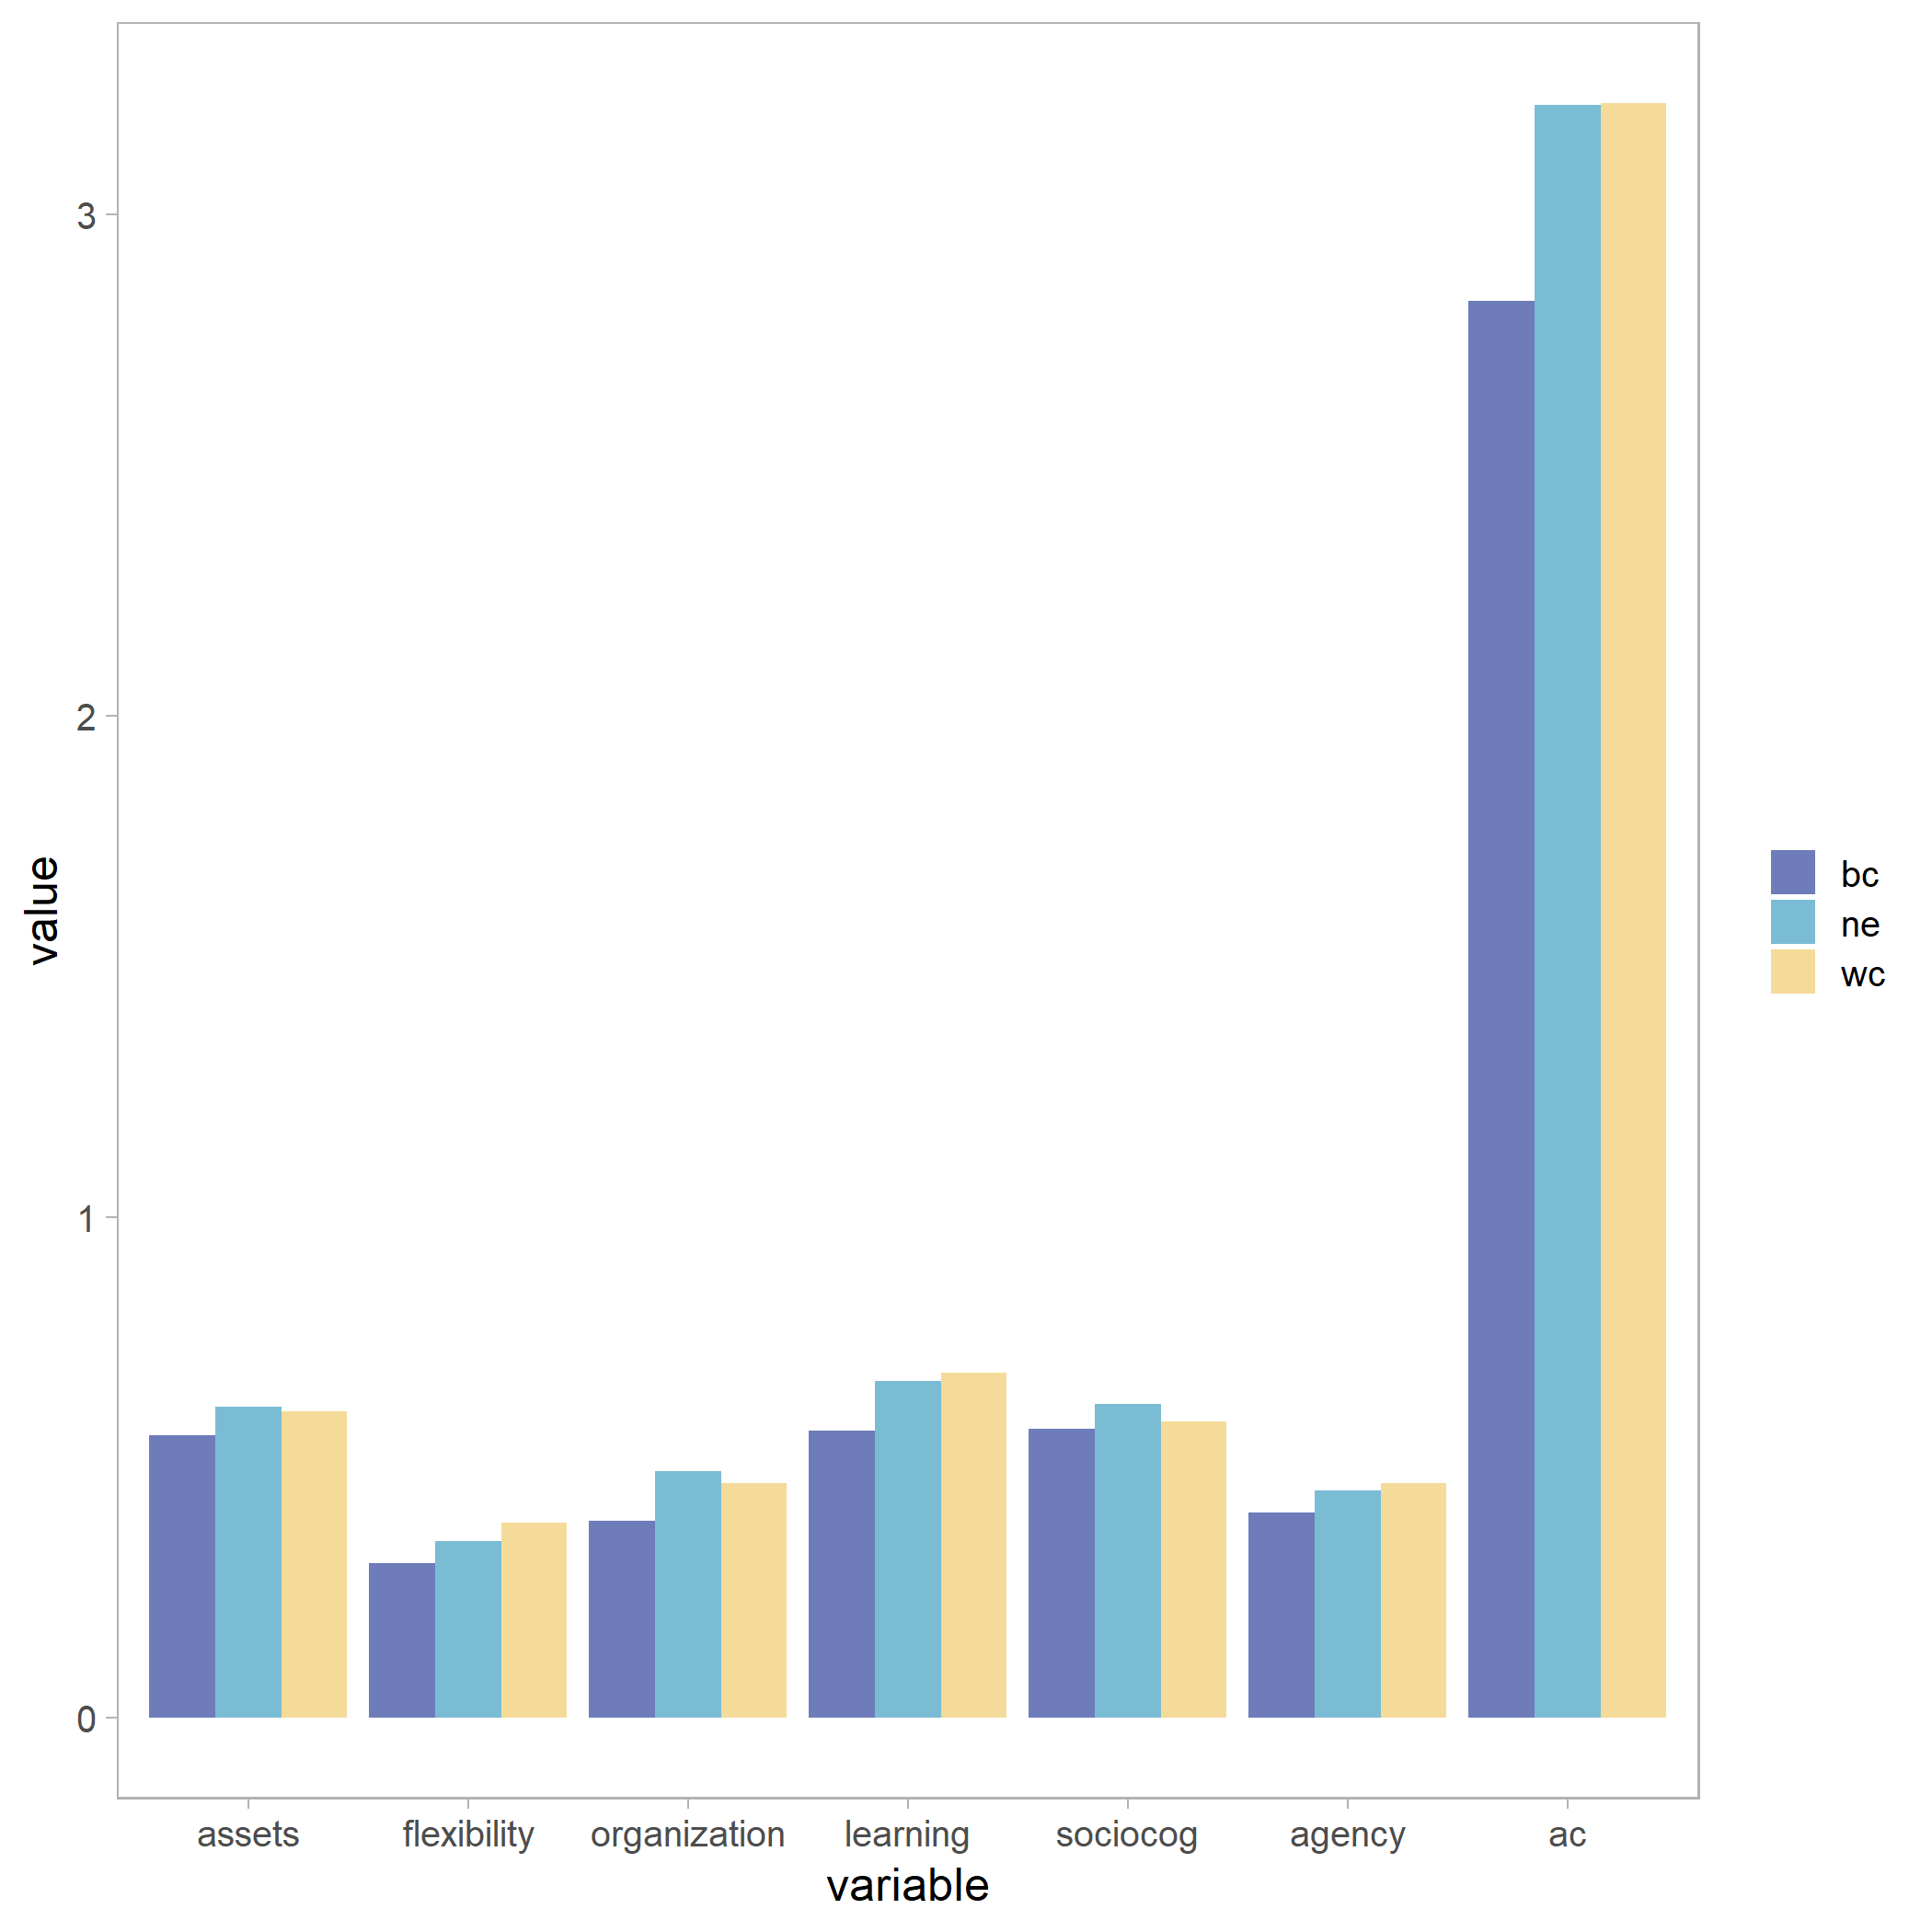 value
3
2
1
0
assets flexibility organization learning sociocog agency ac
variable
bc
ne
wc